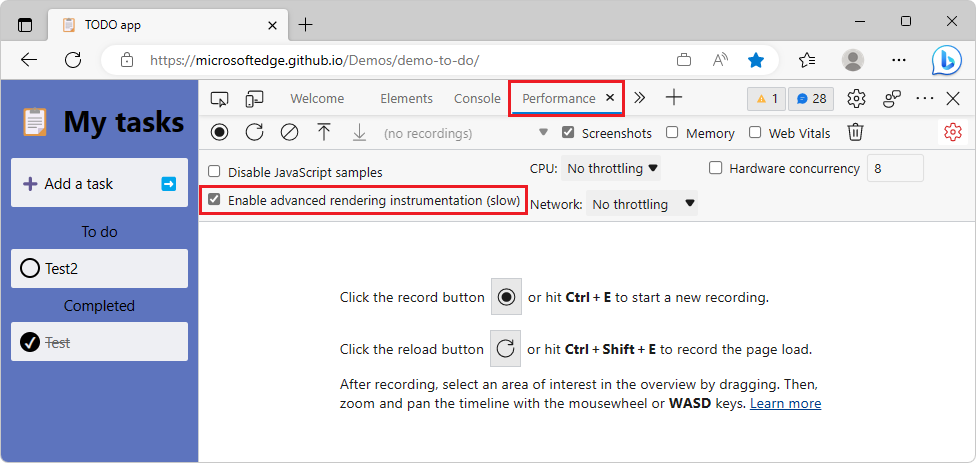 TODO app
https://microsoftedge.github.io/Demos/demo-to-do/
My tasks
Add a task
To do
Test2
Completed
Test
Welcome Elements Console Performance 1 28
(no recordings) Screenshots Memory Web Vitals
Disable JavaScript samples CPU: No throttling Hardware concurrency 8
Enable advanced rendering instrumentation (slow) Network: No throttling
Click the record button or hit Ctrl + E to start a new recording.
Click the reload button or hit Ctrl + Shift + E to record the page load.
After recording, select an area of interest in the overview by dragging. Then,
zoom and pan the timeline with the mousewheel or WASD keys. Learn more